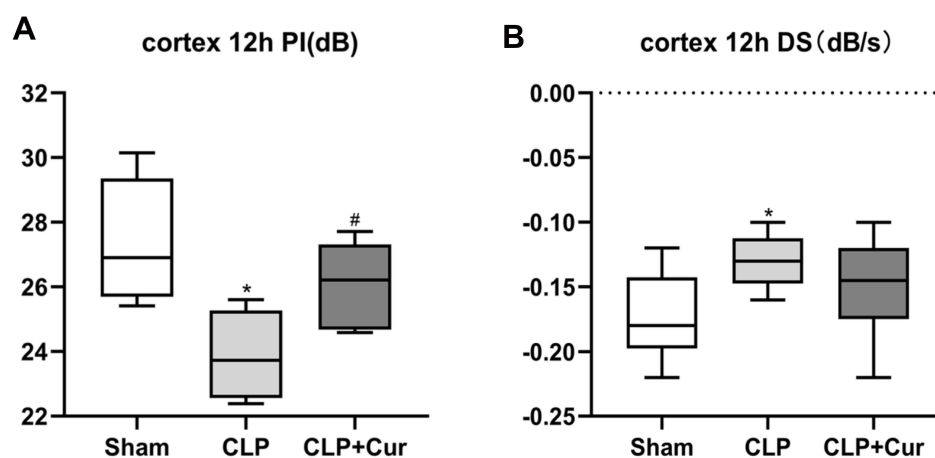 A
cortex 12h PI(dB)
32
30
28
26
24
22
*
#
Sham
CLP
CLP+Cur
B
cortex 12h DS（dB/s）
0.00
-0.05
-0.10
-0.15
-0.20
-0.25
*
Sham
CLP
CLP+Cur